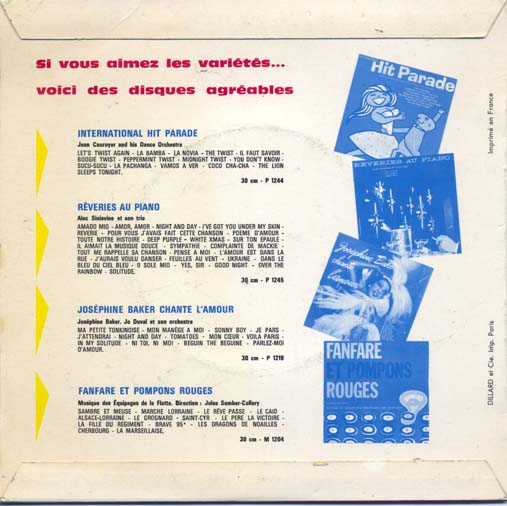 Si vous aimez les variétés...
voici des disques agréables
INTERNATIONAL HIT PARADE
Jean Couroyer and his Dance Orchestra
LET'S TWIST AGAIN - LA BAMBA - LA NOVIA - THE TWIST - IL FAUT SAVOIR -
BOOGIE TWIST - PEPPERMINT TWIST - MIDNIGHT TWIST - YOU DON'T KNOW -
SUCU-SUCU - LA PACHANGA - VAMOS A VER - COCO CHA-CHA - THE LION
SLEEPS TONIGHT.
30 cm - P 1244
RÊVERIES AU PIANO
Alec Siniavine et son trio
AMADO MIO - AMOR, AMOR - NIGHT AND DAY - I'VE GOT YOU UNDER MY SKIN -
REVERIE - POUR VOUS J'AVAIS FAIT CETTE CHANSON - POEME D'AMOUR -
TOUTE NOTRE HISTOIRE - DEEP PURPLE - WHITE XMAS - SUR TON EPAULE -
IL AIMAIT LA MUSIQUE DOUCE - SYMPATHIE - COMPLAINTE DE MACKIE -
TOUT ME RAPPELLE SA CHANSON - PENSE A MOI - L'AMOUR EST DANS LA
RUE - J'AURAIS VOULU DANSER - FEUILLES AU VENT - UKRAINE - DANS LE
BLEU DU CIEL BLEU - O SOLE MIO - YES, SIR - GOOD NIGHT - OVER THE
RAINBOW - SOLITUDE.
30 cm - P 1245
JOSÉPHINE BAKER CHANTE L'AMOUR
Joséphine Baker. Jo Duval et son orchestre
MA PETITE TONKINOISE - MON MANÈGE A MOI - SONNY BOY - JE PARS -
J'ATTENDRAI - NIGHT AND DAY - TOMATOES - MON CŒUR - VOILA PARIS -
IN MY SOLITUDE - NI TOI, NI MOI - BEGUIN THE BEGUINE - PARLEZ-MOI
D'AMOUR.
30 cm — P 1219
FANFARE ET POMPONS ROUGES
Musique des Équipages de la Flotte. Direction : Jules Semler-Collery
SAMBRE ET MEUSE - MARCHE LORRAINE - LE RÊVE PASSE - LE CAID -
ALSACE-LORRAINE - LE GROGNARD - SAINT-CYR - LE PERE LA VICTOIRE -
LA FILLE DU REGIMENT - BRAVE 95ᵉ - LES DRAGONS DE NOAILLES -
CHERBOURG - LA MARSEILLAISE.
30 cm - M 1204
Hit Parade
REVERIES AU PIANO
Joséphine Baker
chante
l'amour
FANFARE
ET POMPONS
ROUGES
Imprimé en France
DILLARD et Cie. Imp. Paris